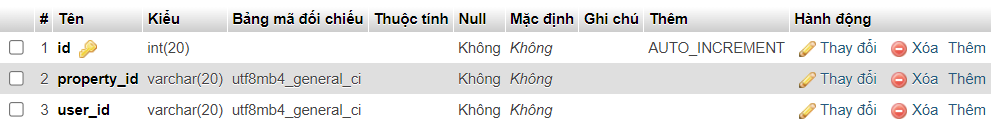 # Tên Kiểu Bảng mã đối chiếu Thuộc tính Null Mặc định Ghi chú Thêm Hành động
1 id int(20) Không Không AUTO_INCREMENT Thay đổi Xóa Thêm
2 property_id varchar(20) utf8mb4_general_ci Không Không Thay đổi Xóa Thêm
3 user_id varchar(20) utf8mb4_general_ci Không Không Thay đổi Xóa Thêm